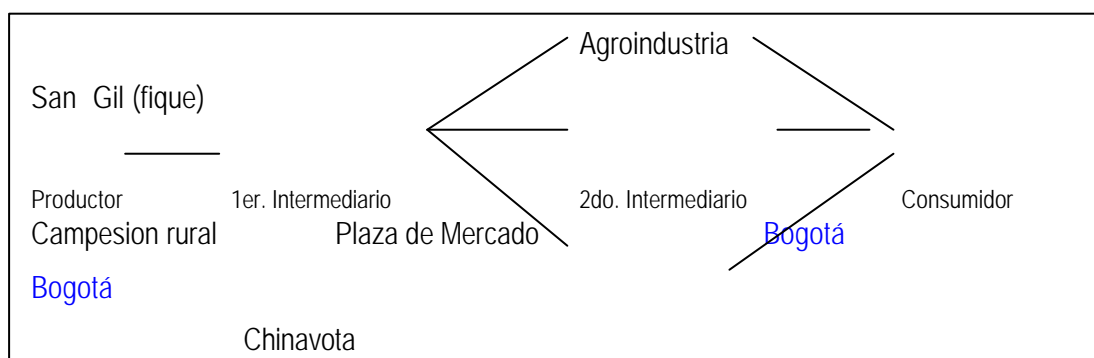 Agroindustria
San Gil (fique)
Productor 1er. Intermediario 2do. Intermediario Consumidor
Campesion rural Plaza de Mercado Bogotá
Bogotá
Chinavota